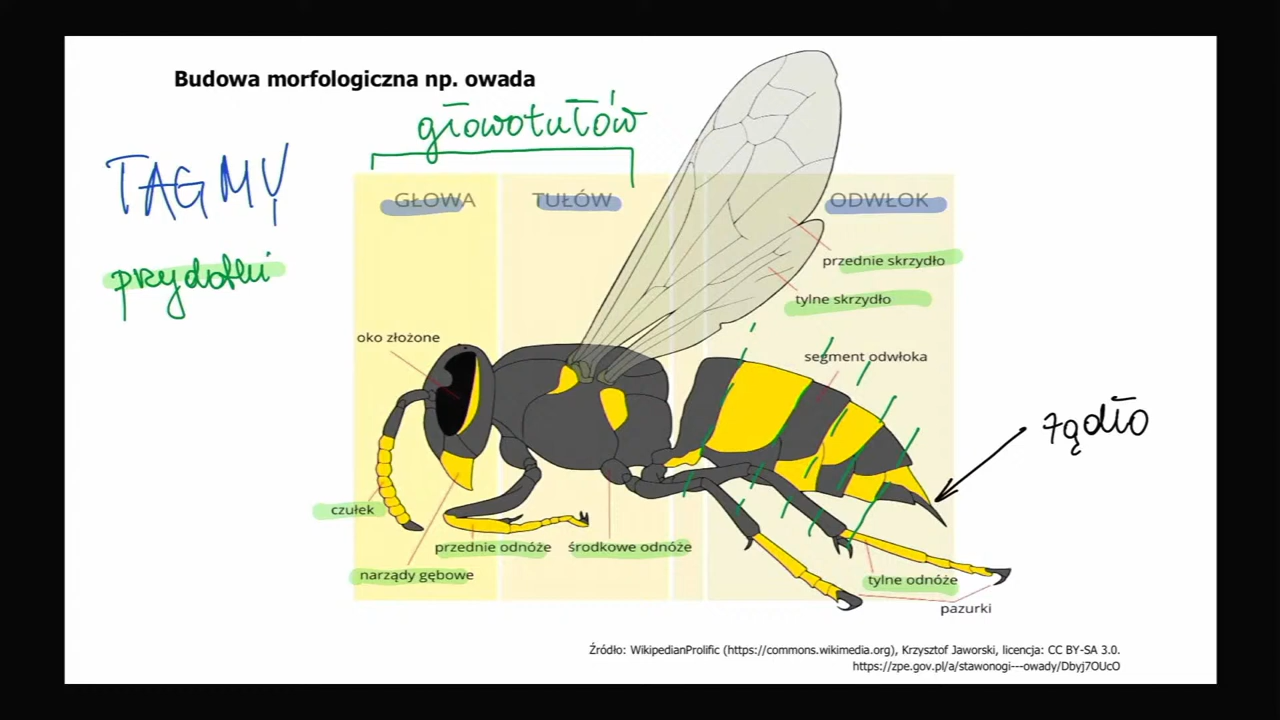 Budowa morfologiczna np. owada
głowotułów
TAGMY
GŁOWA TUŁÓW ODWŁOK
przydatki
przednie skrzydło
tylne skrzydło
oko złożone
segment odwłoka
żądło
czułek
przednie odnóże środkowe odnóże
narządy gębowe
tylne odnóże
pazurki
Źródło: WikipedianProlific (https://commons.wikimedia.org), Krzysztof Jaworski, licencja: CC BY-SA 3.0.
https://zpe.gov.pl/a/stawonogi---owady/Dbyj7OUcO